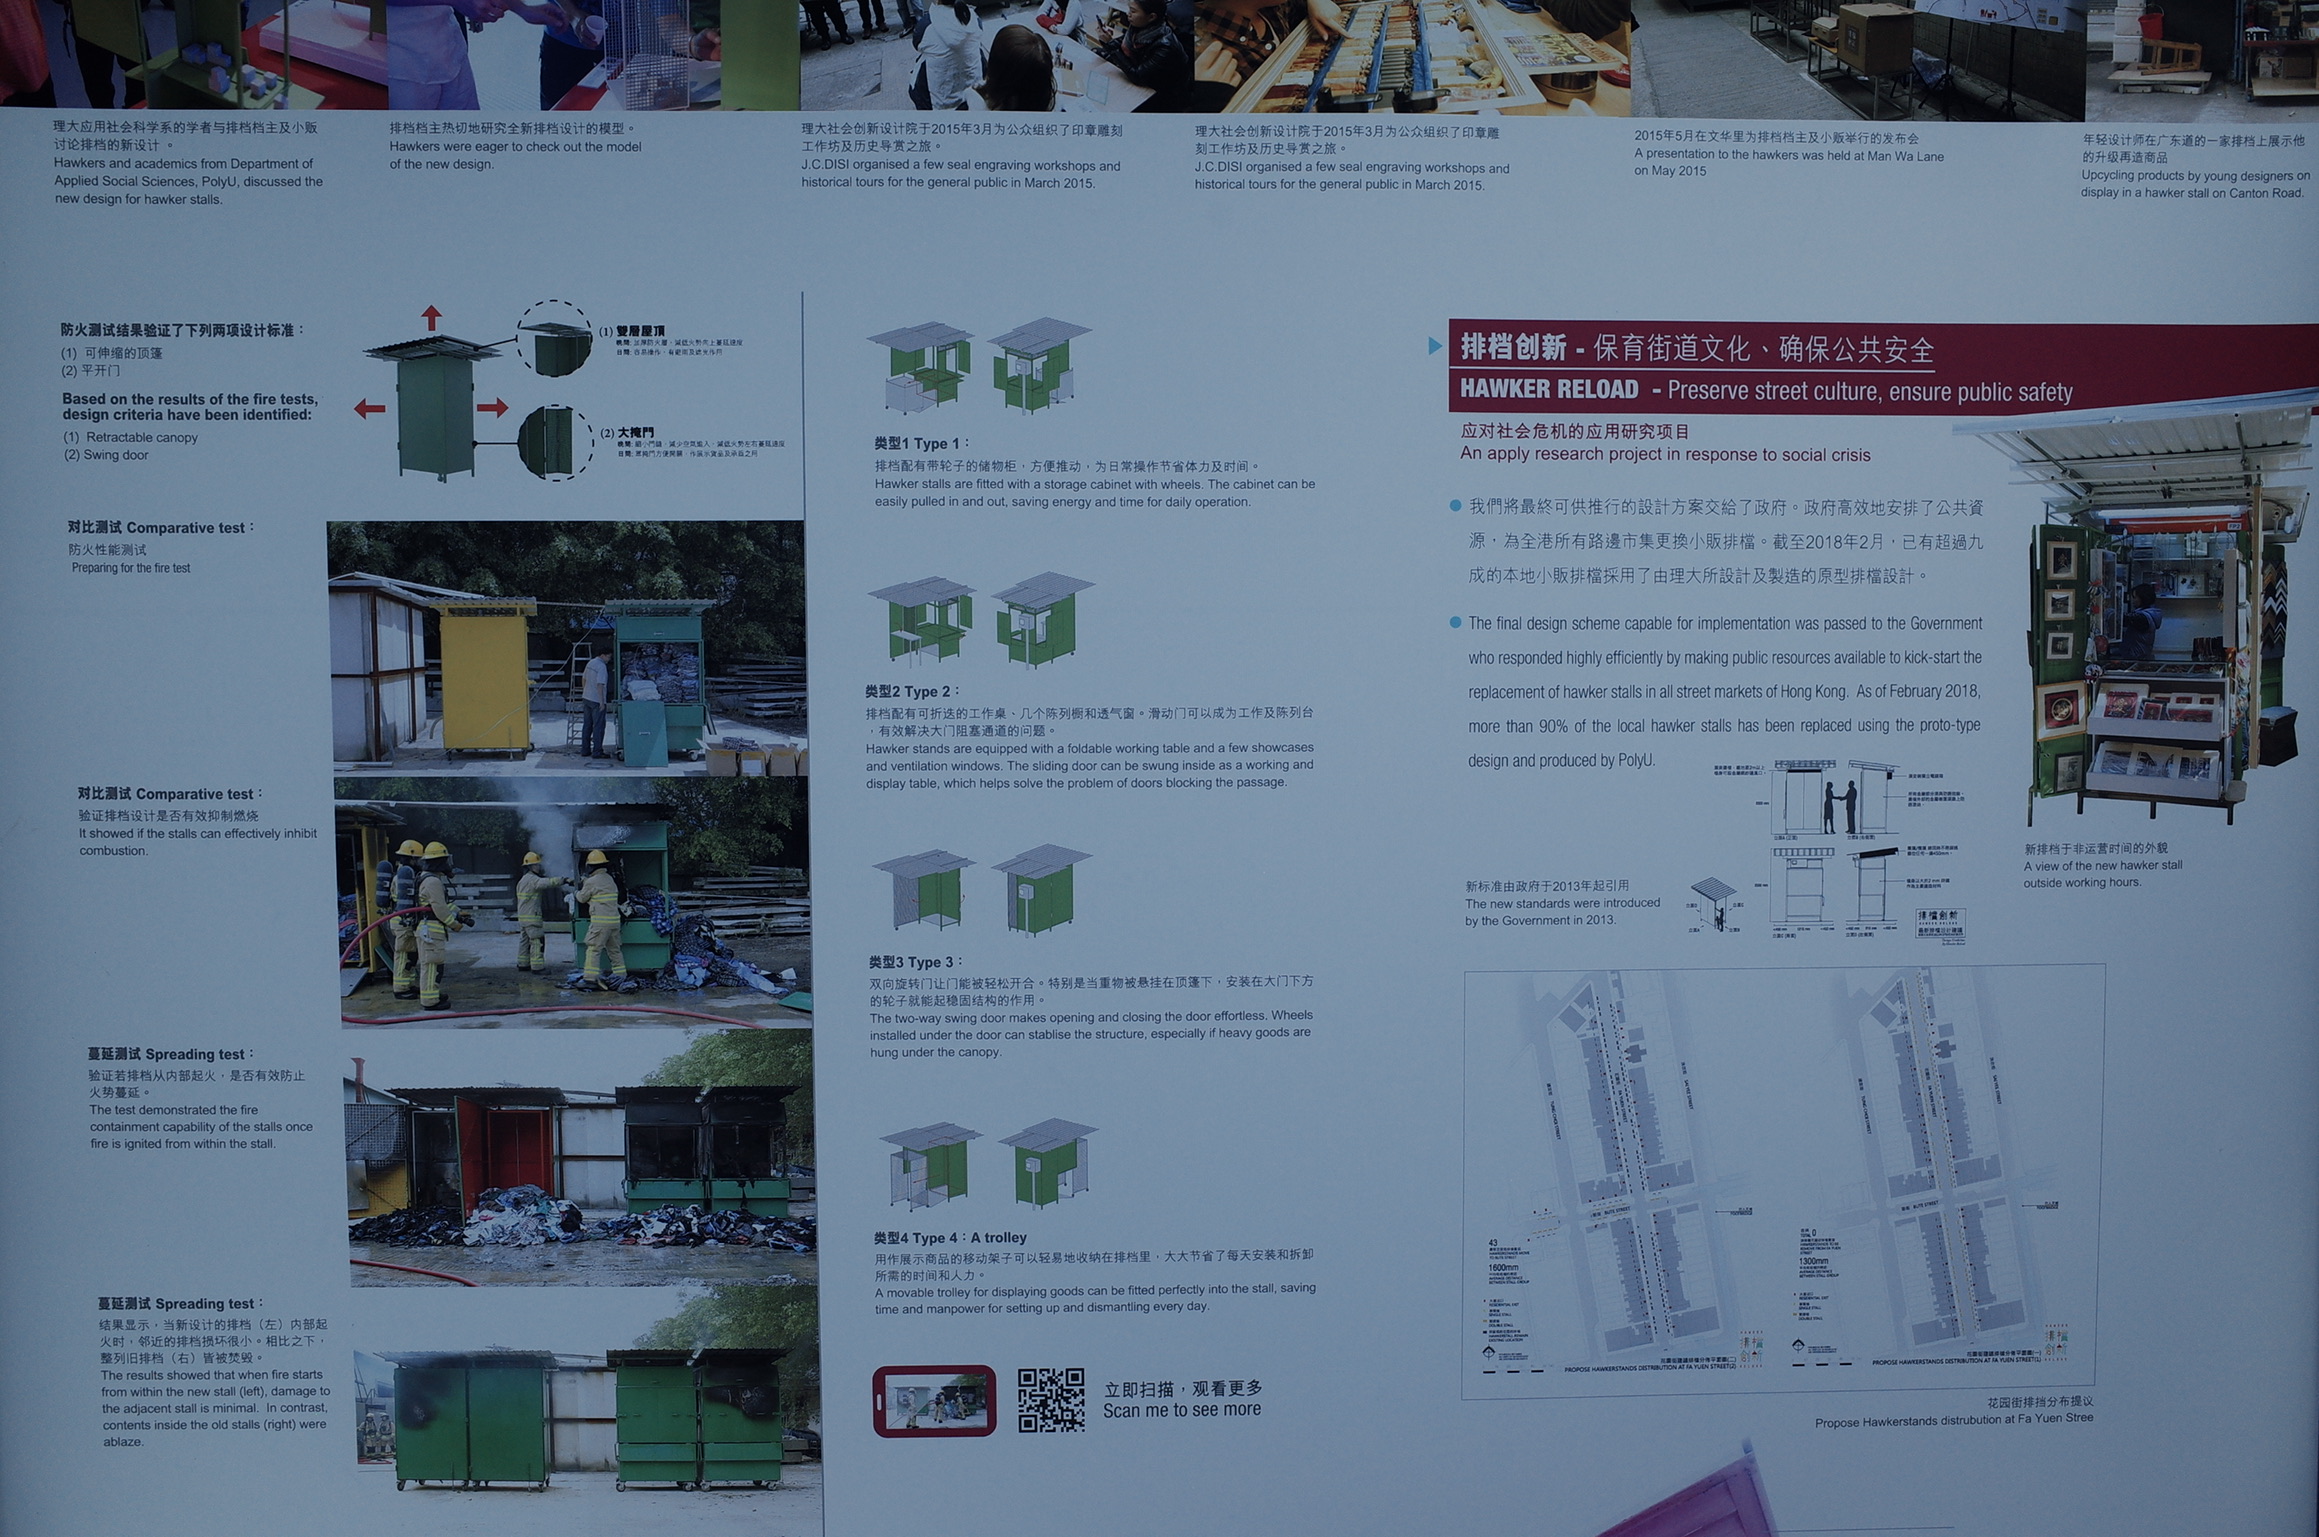 理大应用社会科学系的学者与排档档主及小贩
讨论排档的新设计 。
Hawkers and academics from Department of
Applied Social Sciences, PolyU, discussed the
new design for hawker stalls.
排档档主热切地研究全新排档设计的模型。
Hawkers were eager to check out the model
of the new design.
理大社会创新设计院于2015年3月为公众组织了印章雕刻
工作坊及历史导赏之旅。
J.C.DISI organised a few seal engraving workshops and
historical tours for the general public in March 2015.
理大社会创新设计院于2015年3月为公众组织了印章雕
刻工作坊及历史导赏之旅。
J.C.DISI organised a few seal engraving workshops and
historical tours for the general public in March 2015.
2015年5月在文华里为排档档主及小贩举行的发布会
A presentation to the hawkers was held at Man Wa Lane
on May 2015
年轻设计师在广东道的一家排档上展示他
的升级再造商品
Upcycling products by young designers on
display in a hawker stall on Canton Road.
防火测试结果验证了下列两项设计标准：
(1) 可伸缩的顶篷
(2) 平开门
Based on the results of the fire tests,
design criteria have been identified:
(1) Retractable canopy
(2) Swing door
(1) 雙層屋頂
(2) 大掩門
对比测试 Comparative test：
防火性能测试
Preparing for the fire test
对比测试 Comparative test：
验证排档设计是否有效抑制燃烧
It showed if the stalls can effectively inhibit
combustion.
蔓延测试 Spreading test：
验证若排档从内部起火，是否有效防止
火势蔓延。
The test demonstrated the fire
containment capability of the stalls once
fire is ignited from within the stall.
蔓延测试 Spreading test：
结果显示，当新设计的排档（左）内部起
火时，邻近的排档损坏很小。相比之下，
整列旧排档（右）皆被焚毁。
The results showed that when fire starts
from within the new stall (left), damage to
the adjacent stall is minimal. In contrast,
contents inside the old stalls (right) were
ablaze.
类型1 Type 1：
排档配有带轮子的储物柜，方便推动，为日常操作节省体力及时间。
Hawker stalls are fitted with a storage cabinet with wheels. The cabinet can be
easily pulled in and out, saving energy and time for daily operation.
类型2 Type 2：
排档配有可折迭的工作桌、几个陈列橱和透气窗。滑动门可以成为工作及陈列台
，有效解决大门阻塞通道的问题。
Hawker stands are equipped with a foldable working table and a few showcases
and ventilation windows. The sliding door can be swung inside as a working and
display table, which helps solve the problem of doors blocking the passage.
类型3 Type 3：
双向旋转门让门能被轻松开合。特别是当重物被悬挂在顶篷下，安装在大门下方
的轮子就能起稳固结构的作用。
The two-way swing door makes opening and closing the door effortless. Wheels
installed under the door can stablise the structure, especially if heavy goods are
hung under the canopy.
类型4 Type 4：A trolley
用作展示商品的移动架子可以轻易地收纳在排档里，大大节省了每天安装和拆卸
所需的时间和人力。
A movable trolley for displaying goods can be fitted perfectly into the stall, saving
time and manpower for setting up and dismantling every day.
立即扫描，观看更多
Scan me to see more
排档创新 - 保育街道文化、确保公共安全
HAWKER RELOAD - Preserve street culture, ensure public safety
应对社会危机的应用研究项目
An apply research project in response to social crisis
我們將最終可供推行的設計方案交給了政府。政府高效地安排了公共資
源，為全港所有路邊市集更換小販排檔。截至2018年2月，已有超過九
成的本地小販排檔採用了由理大所設計及製造的原型排檔設計。
The final design scheme capable for implementation was passed to the Government
who responded highly efficiently by making public resources available to kick-start the
replacement of hawker stalls in all street markets of Hong Kong. As of February 2018,
more than 90% of the local hawker stalls has been replaced using the proto-type
design and produced by PolyU.
新标准由政府于2013年起引用
The new standards were introduced
by the Government in 2013.
排檔創新
新排档于非运营时间的外貌
A view of the new hawker stall
outside working hours.
TUNG CHOI STREET
FA YUEN STREET
SAI YEE STREET
BUTE STREET
43
1600mm
PROPOSE HAWKERSTANDS DISTRIBUTION AT FA YUEN STREET(2)
TUNG CHOI STREET
SAI YEE STREET
BUTE STREET
TOTAL 0
1300mm
PROPOSE HAWKERSTANDS DISTRIBUTION AT FA YUEN STREET(1)
花园街排挡分布提议
Propose Hawkerstands distrubution at Fa Yuen Stree